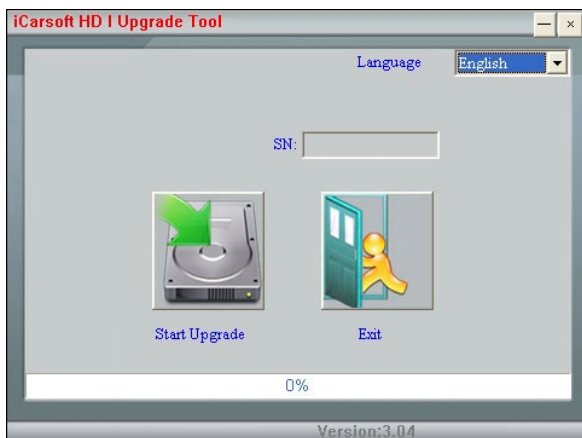 iCarsoft HD I Upgrade Tool
Language English
SN:
Start Upgrade Exit
0%
Version:3.04